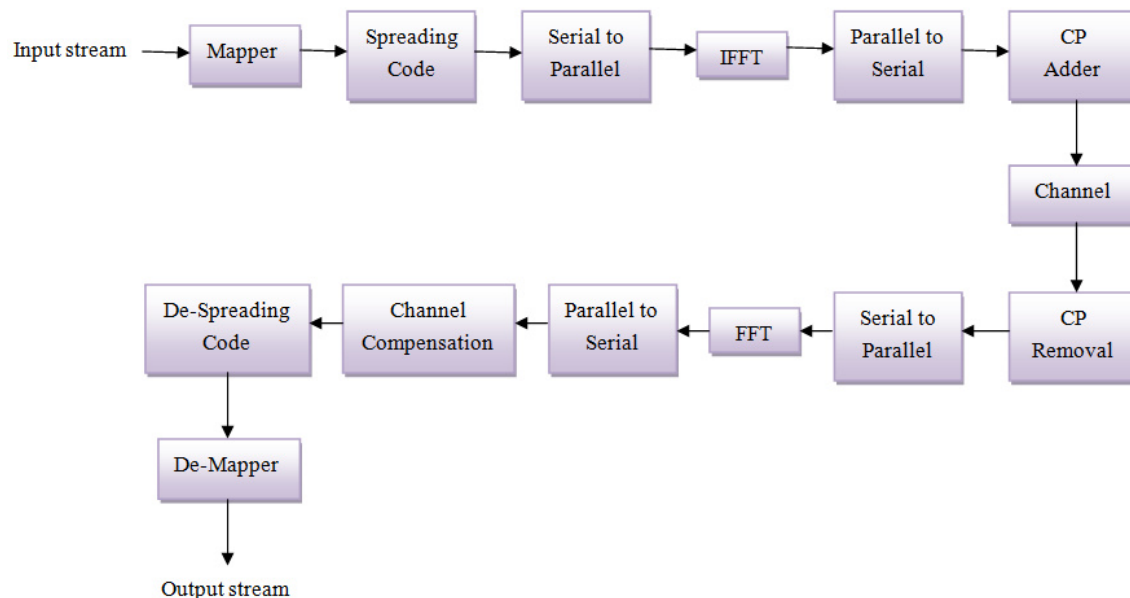 Input stream
Mapper
Spreading
Code
Serial to
Parallel
IFFT
Parallel to
Serial
CP
Adder
Channel
CP
Removal
Serial to
Parallel
FFT
Parallel to
Serial
Channel
Compensation
De-Spreading
Code
De-Mapper
Output stream